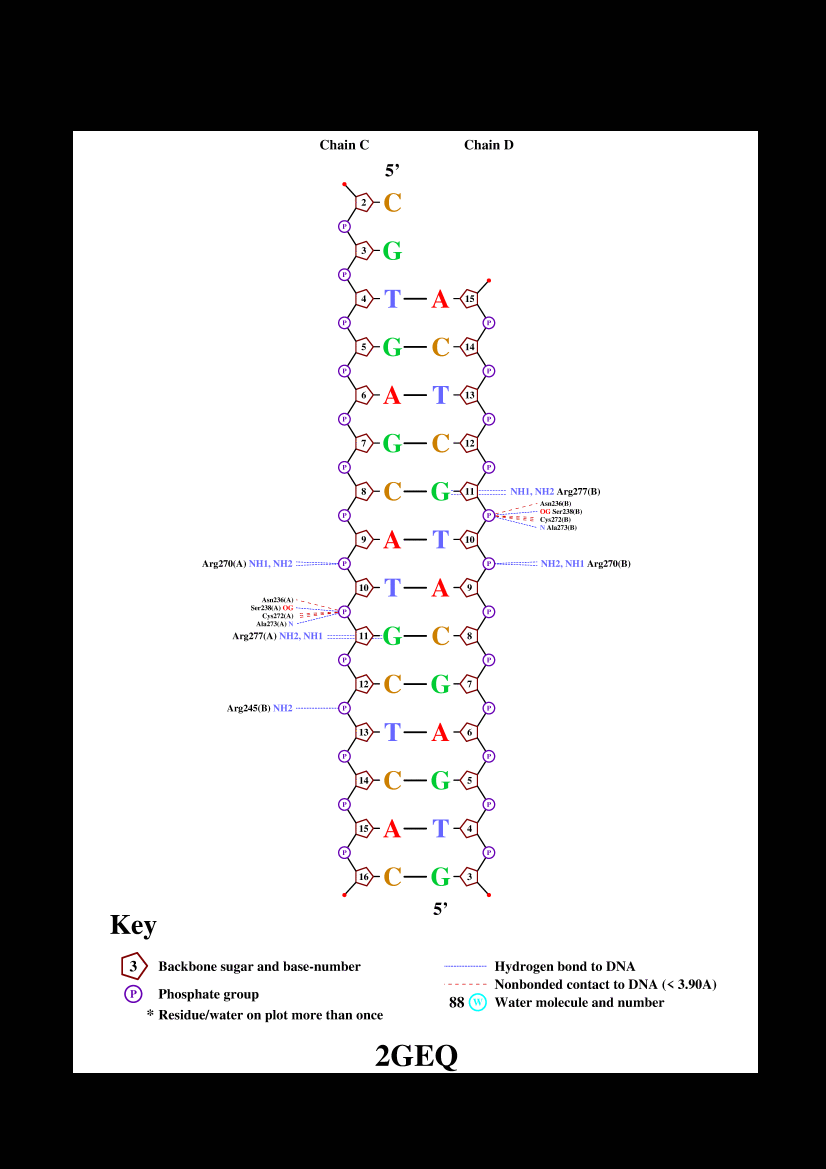 Chain C Chain D
5’
2 C
P
3 G
P
4 T A 15
P P
5 G C 14
P P
6 A T 13
P P
7 G C 12
P P
8 C G 11 NH1, NH2 Arg277(B)
Asn236(B)
P P OG Ser238(B)
Cys272(B)
N Ala273(B)
9 A T 10
Arg270(A) NH1, NH2 P P NH2, NH1 Arg270(B)
10 T A 9
Asn236(A)
Ser238(A) OG P P
Cys272(A)
Ala273(A) N
Arg277(A) NH2, NH1 11 G C 8
P P
12 C G 7
Arg245(B) NH2 P P
13 T A 6
P P
14 C G 5
P P
15 A T 4
P P
16 C G 3
5’
Key
3 Backbone sugar and base-number
P Phosphate group
* Residue/water on plot more than once
Hydrogen bond to DNA
Nonbonded contact to DNA (< 3.90A)
88 W Water molecule and number
2GEQ